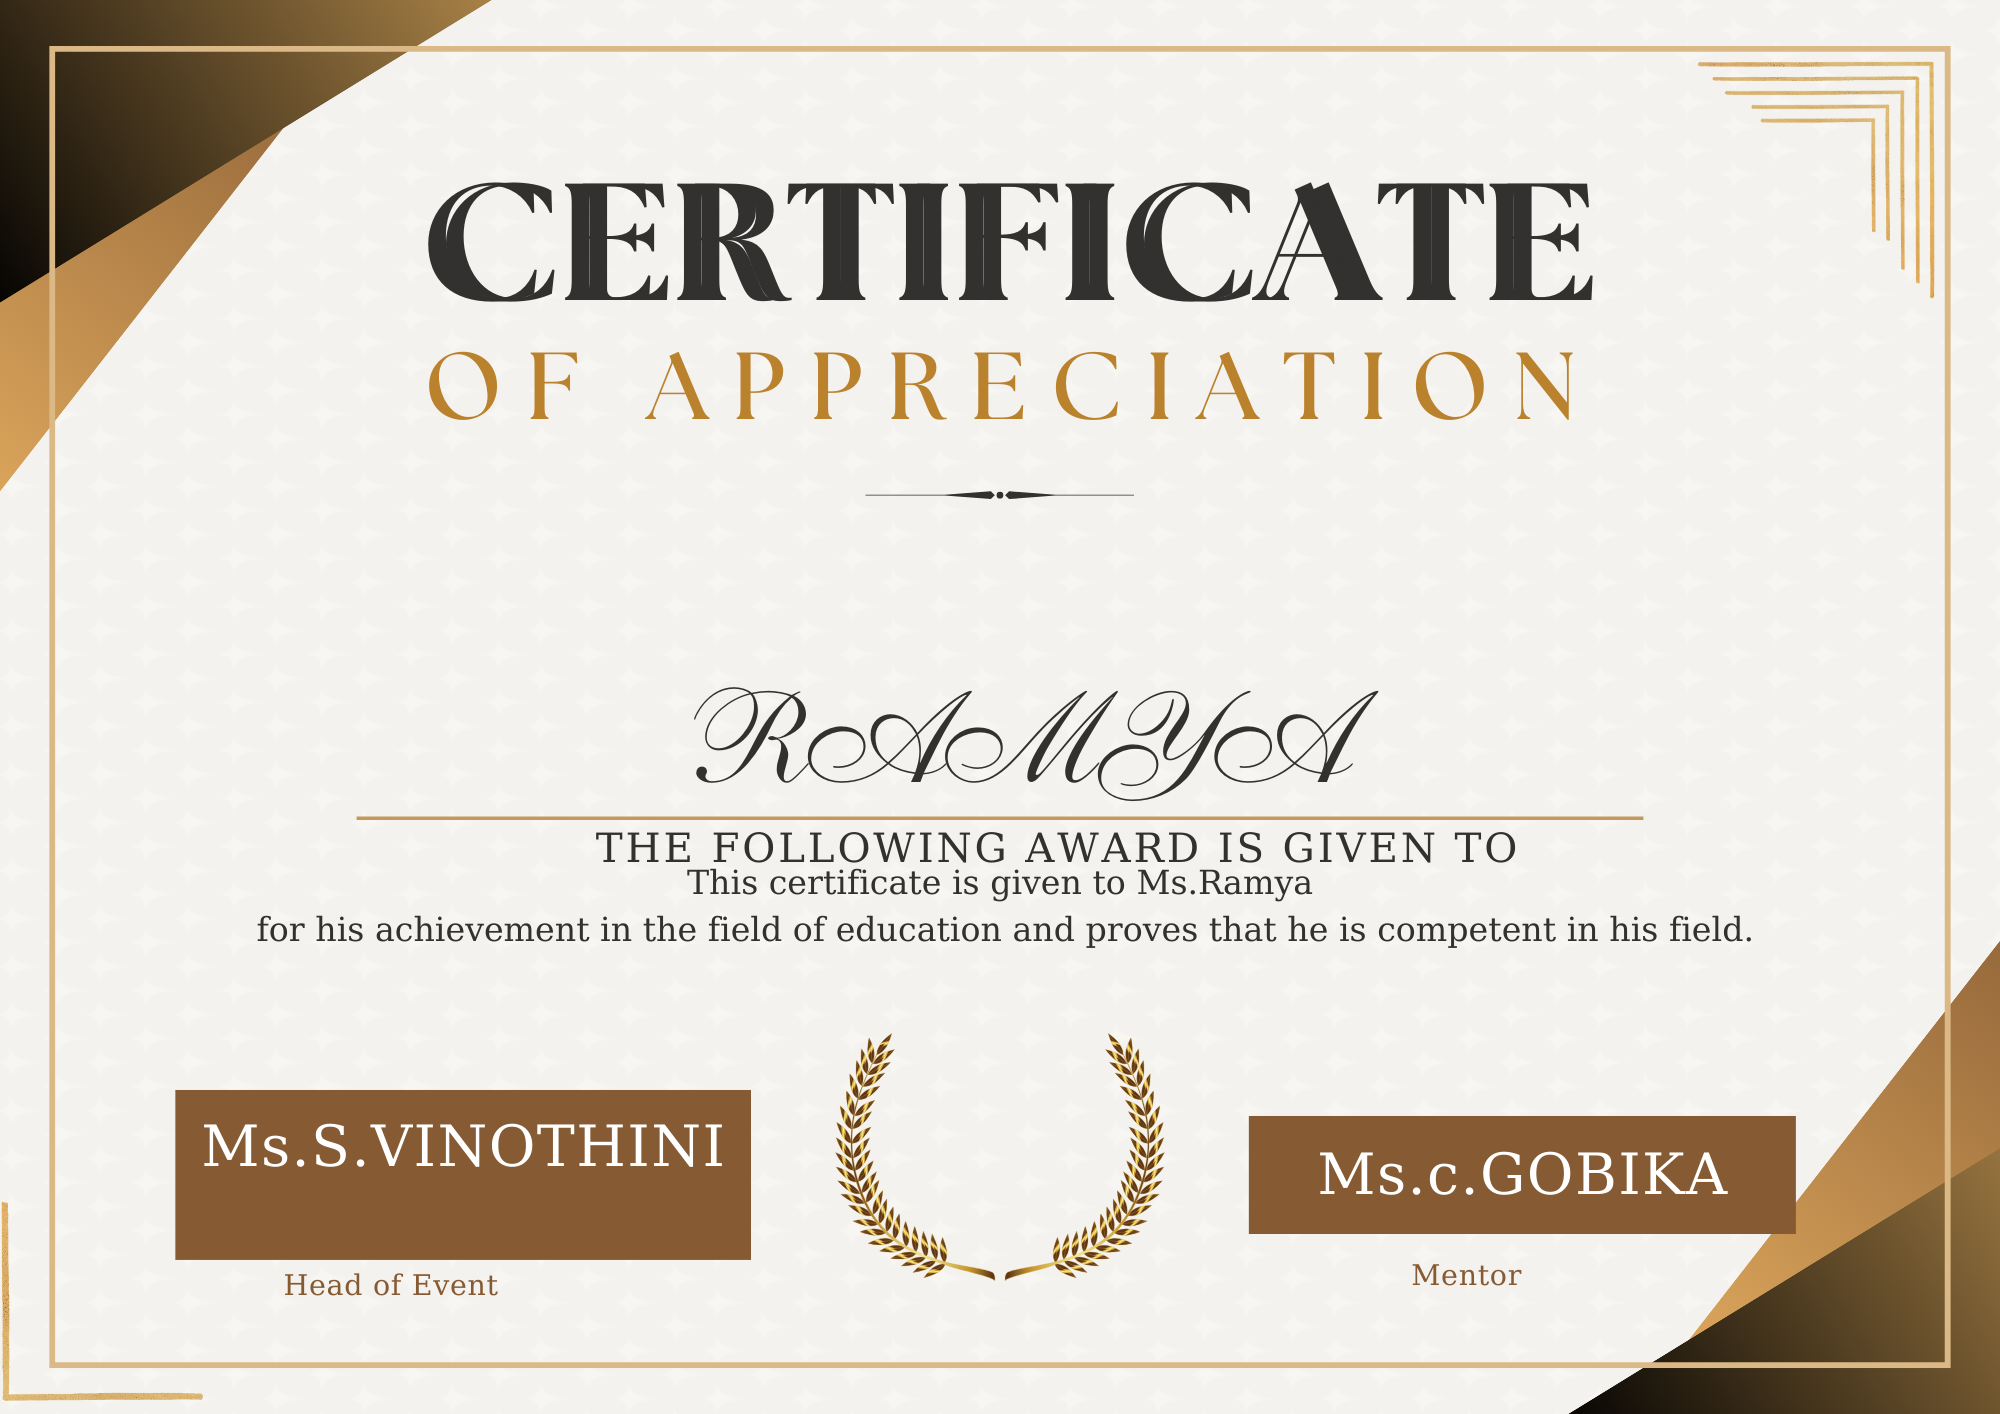 CERTIFICATE
OF APPRECIATION
RAMYA
THE FOLLOWING AWARD IS GIVEN TO
This certificate is given to Ms.Ramya
for his achievement in the field of education and proves that he is competent in his field.
Ms.S.VINOTHINI
Head of Event
Ms.c.GOBIKA
Mentor